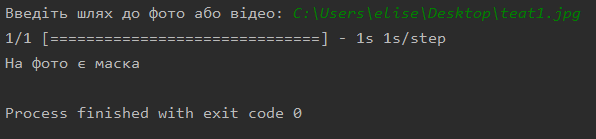 Введіть шлях до фото або відео: C:\Users\elise\Desktop\teat1.jpg
1/1 [==============================] - 1s 1s/step
На фото є маска
Process finished with exit code 0